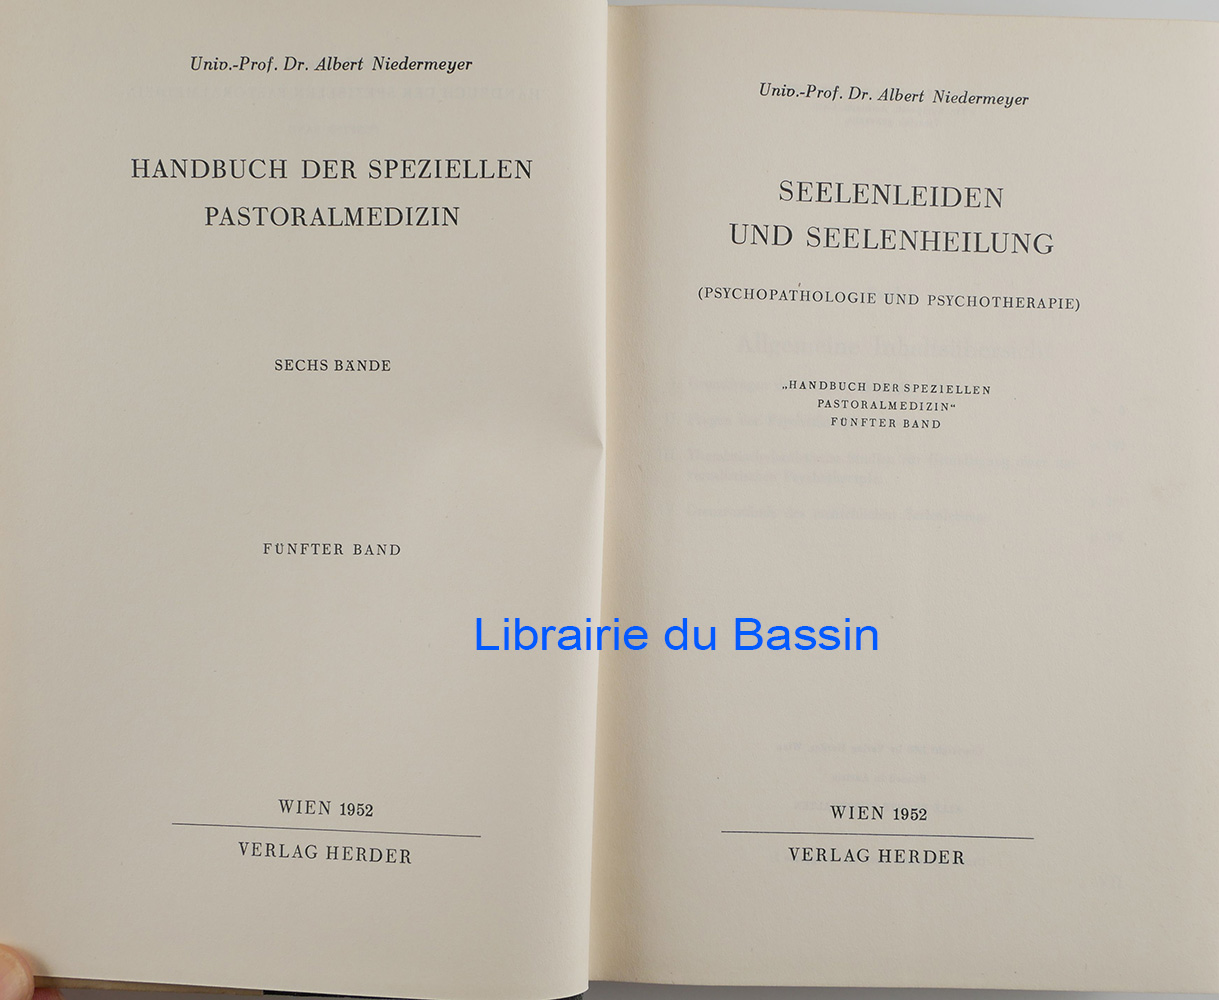 Univ.-Prof. Dr. Albert Niedermeyer
HANDBUCH DER SPEZIELLEN
PASTORALMEDIZIN
SECHS BÄNDE
FÜNFTER BAND
WIEN 1952
VERLAG HERDER
Univ.-Prof. Dr. Albert Niedermeyer
SEELENLEIDEN
UND SEELENHEILUNG
(PSYCHOPATHOLOGIE UND PSYCHOTHERAPIE)
„HANDBUCH DER SPEZIELLEN
PASTORALMEDIZIN“
FÜNFTER BAND
WIEN 1952
VERLAG HERDER
Librairie du Bassin